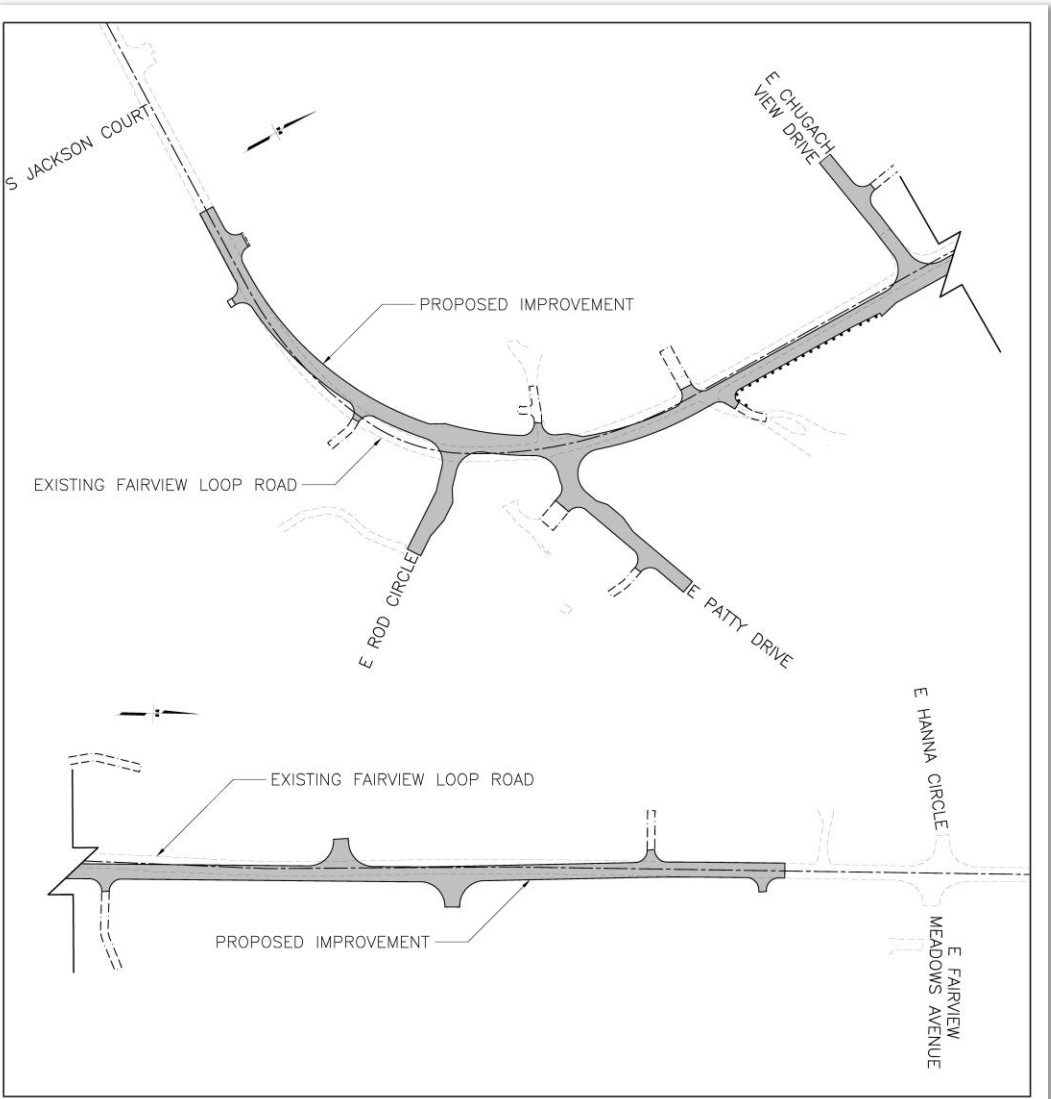 S JACKSON COURT
E CHUGACH
VIEW DRIVE
PROPOSED IMPROVEMENT
EXISTING FAIRVIEW LOOP ROAD
E ROD CIRCLE
E PATTY DRIVE
E HANNA CIRCLE
EXISTING FAIRVIEW LOOP ROAD
PROPOSED IMPROVEMENT
E FAIRVIEW
MEADOWS AVENUE